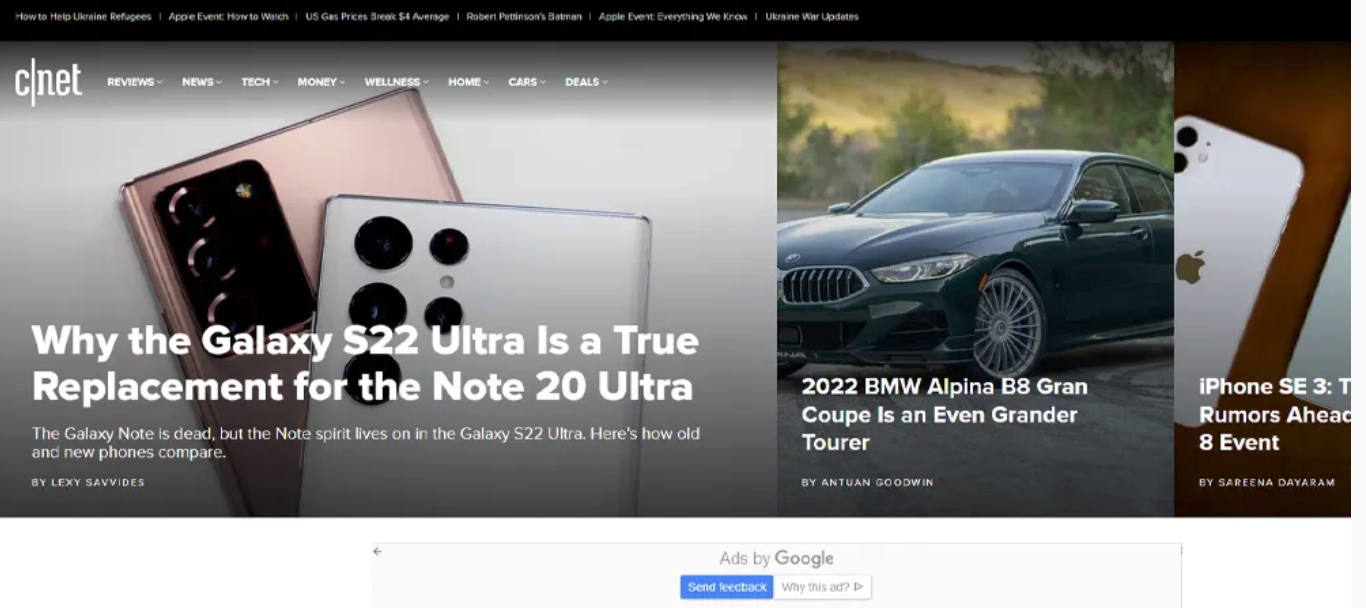 How to Help Ukraine Refugees | Apple Event: How to Watch | US Gas Prices Break $4 Average | Robert Pattinson's Batman | Apple Event: Everything We Know | Ukraine War Updates
c|net REVIEWS NEWS TECH MONEY WELLNESS HOME CARS DEALS
Why the Galaxy S22 Ultra Is a True
Replacement for the Note 20 Ultra
The Galaxy Note is dead, but the Note spirit lives on in the Galaxy S22 Ultra. Here's how old
and new phones compare.
BY LEXY SAVVIDES
2022 BMW Alpina B8 Gran
Coupe Is an Even Grander
Tourer
BY ANTUAN GOODWIN
iPhone SE 3: T
Rumors Ahead
8 Event
BY SAREENA DAYARAM
Ads by Google
Send feedback Why this ad?